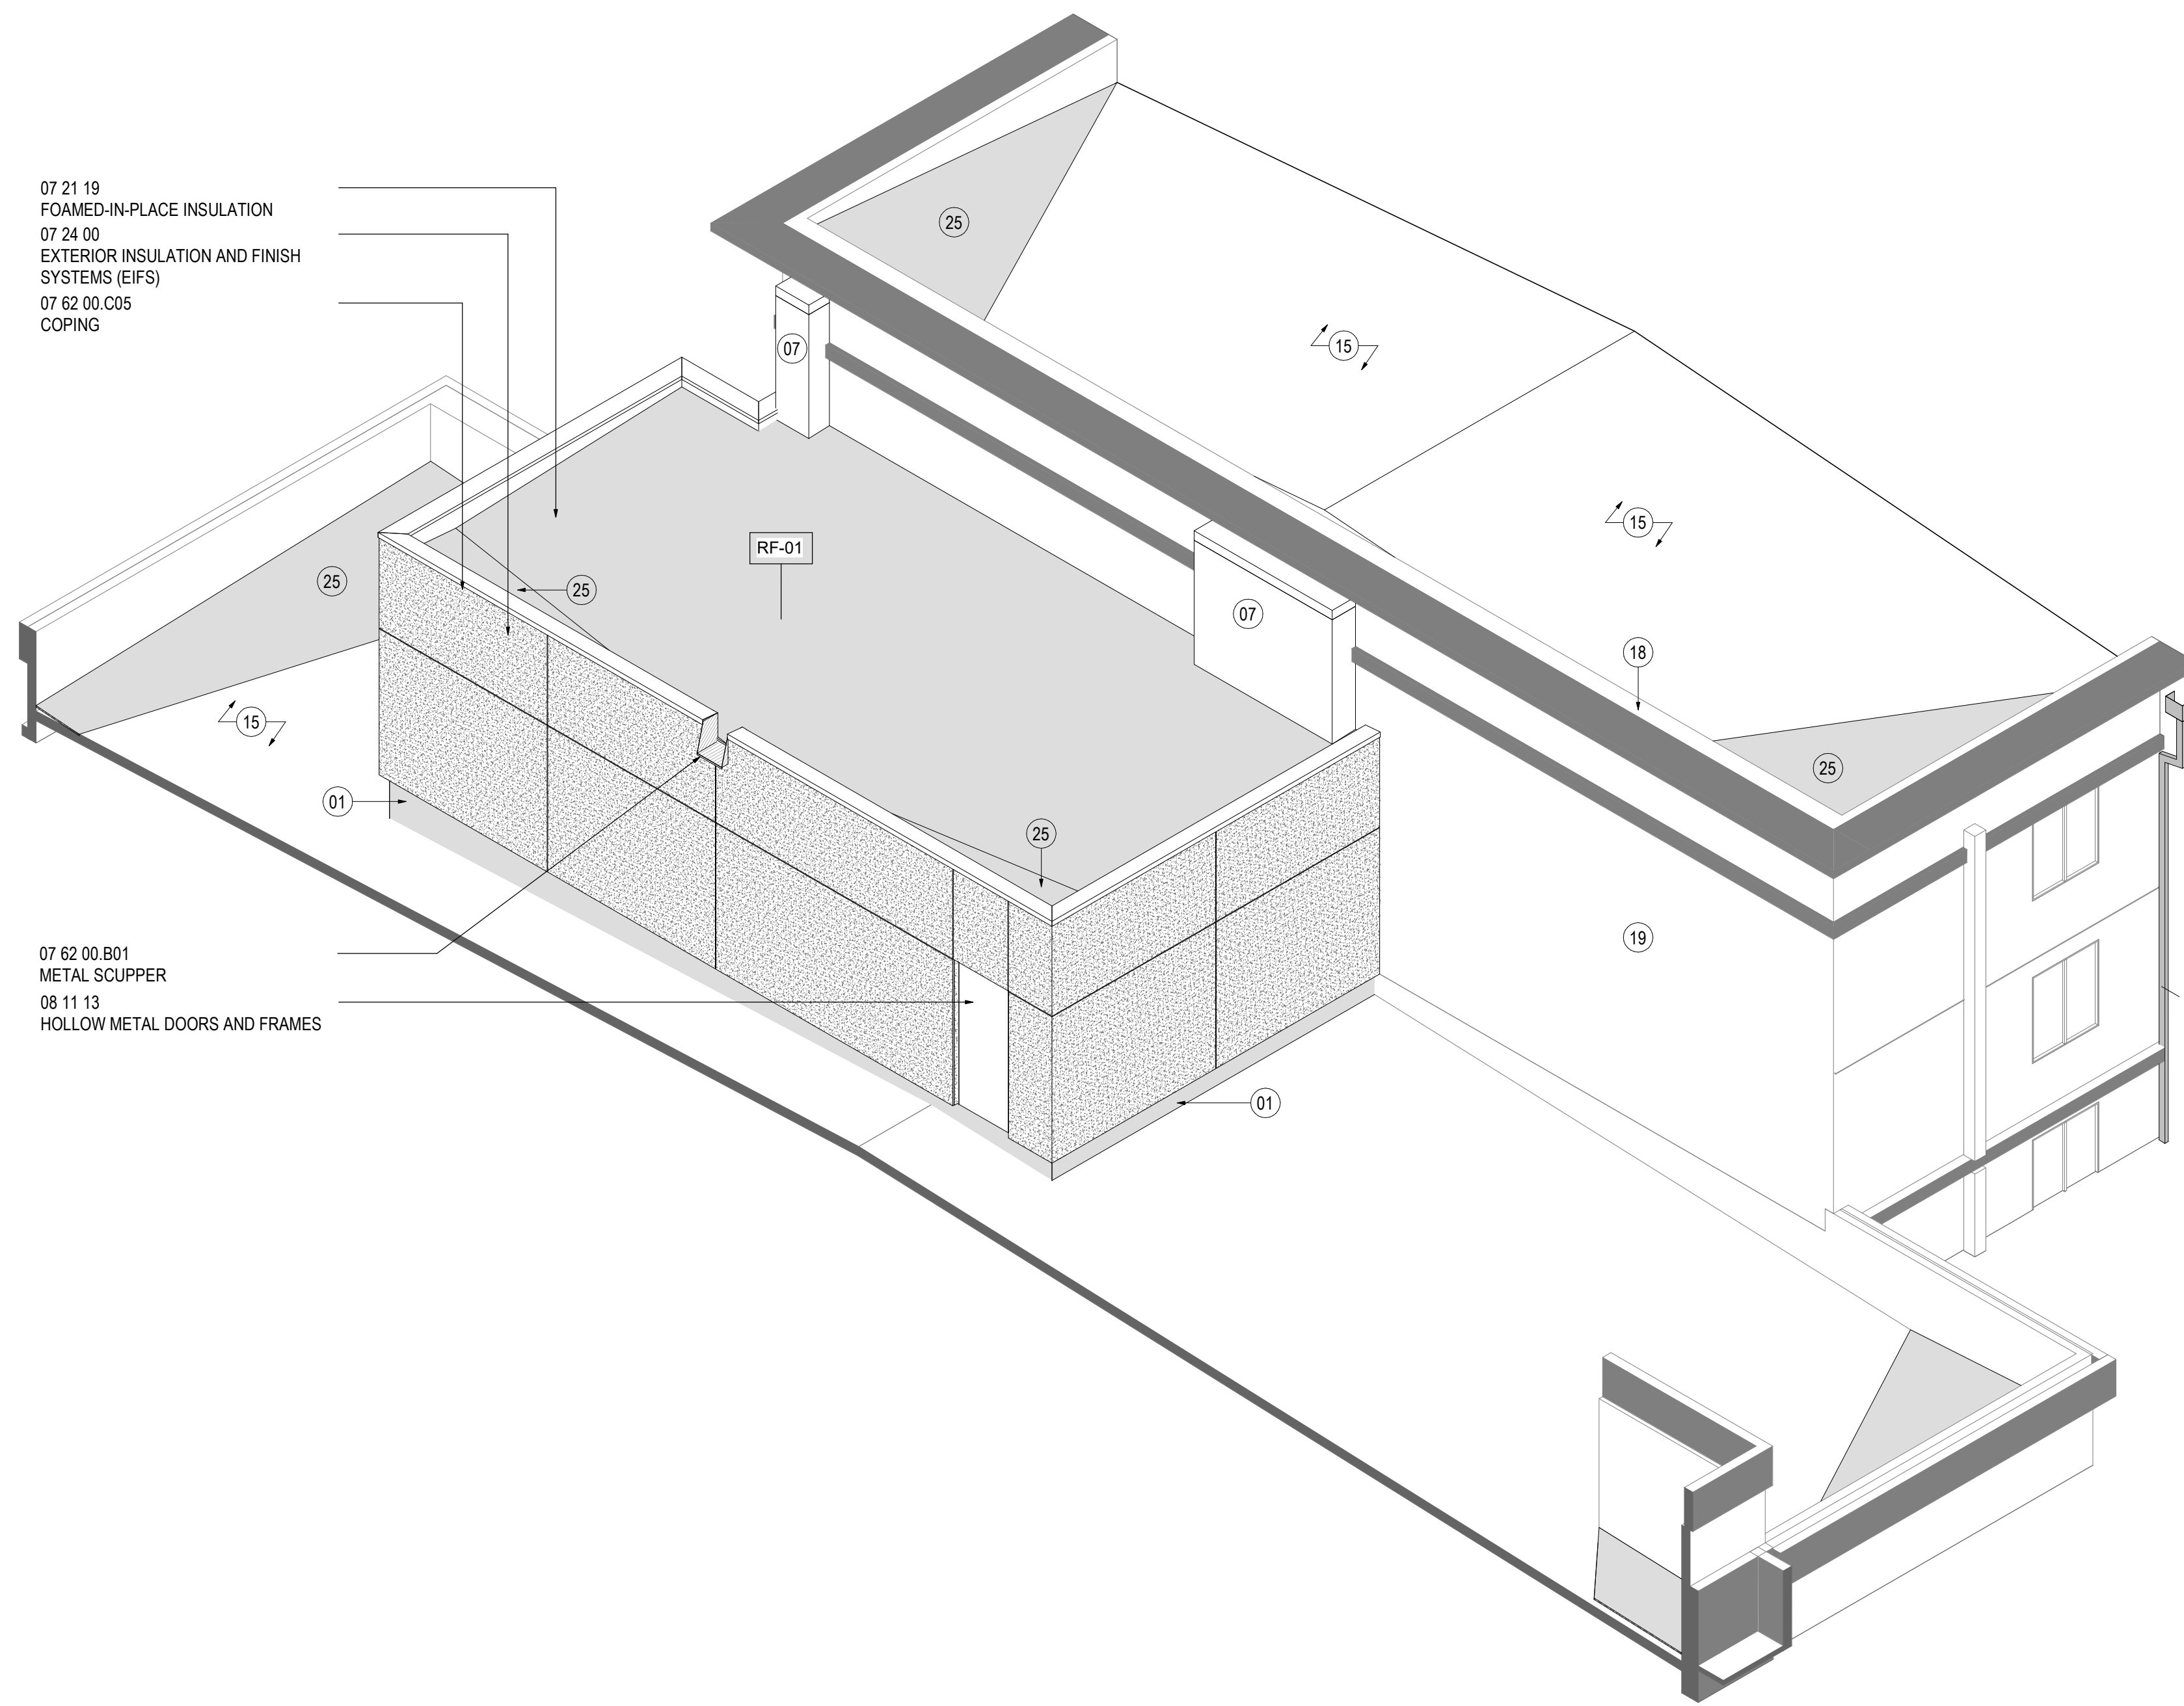 07 21 19
FOAMED-IN-PLACE INSULATION
07 24 00
EXTERIOR INSULATION AND FINISH
SYSTEMS (EIFS)
07 62 00.C05
COPING
25
07
15
RF-01
15
25
25
07
18
15
25
01
25
07 62 00.B01
METAL SCUPPER
08 11 13
HOLLOW METAL DOORS AND FRAMES
19
01